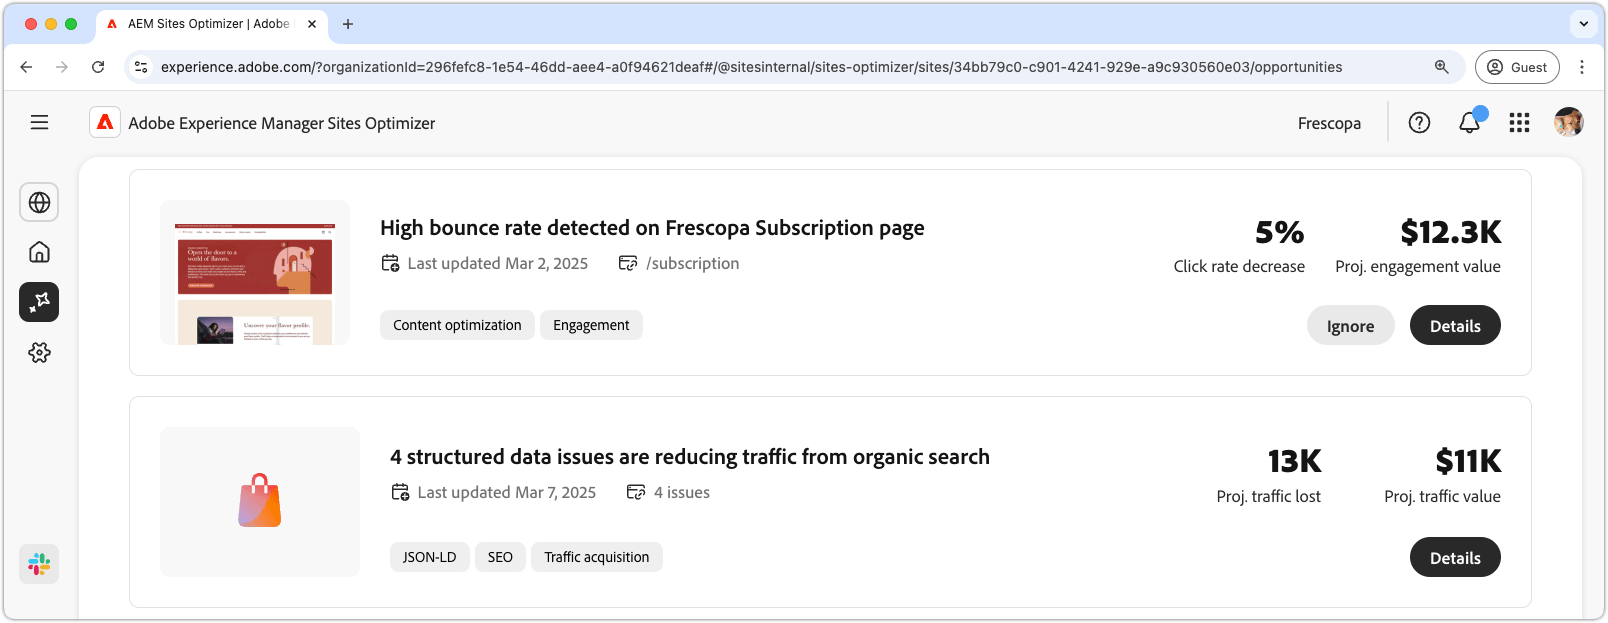 AEM Sites Optimizer | Adobe
experience.adobe.com/?organizationId=296fefc8-1e54-46dd-aee4-a0f94621deaf#/@sitesinternal/sites-optimizer/sites/34bb79c0-c901-4241-929e-a9c930560e03/opportunities
Guest
Adobe Experience Manager Sites Optimizer
Frescopa
Open the door to a
world of flavors.
Uncover your flavor profile.
High bounce rate detected on Frescopa Subscription page
Last updated Mar 2, 2025 /subscription
Content optimization Engagement
5% $12.3K
Click rate decrease Proj. engagement value
Ignore Details
4 structured data issues are reducing traffic from organic search
Last updated Mar 7, 2025 4 issues
JSON-LD SEO Traffic acquisition
13K $11K
Proj. traffic lost Proj. traffic value
Details